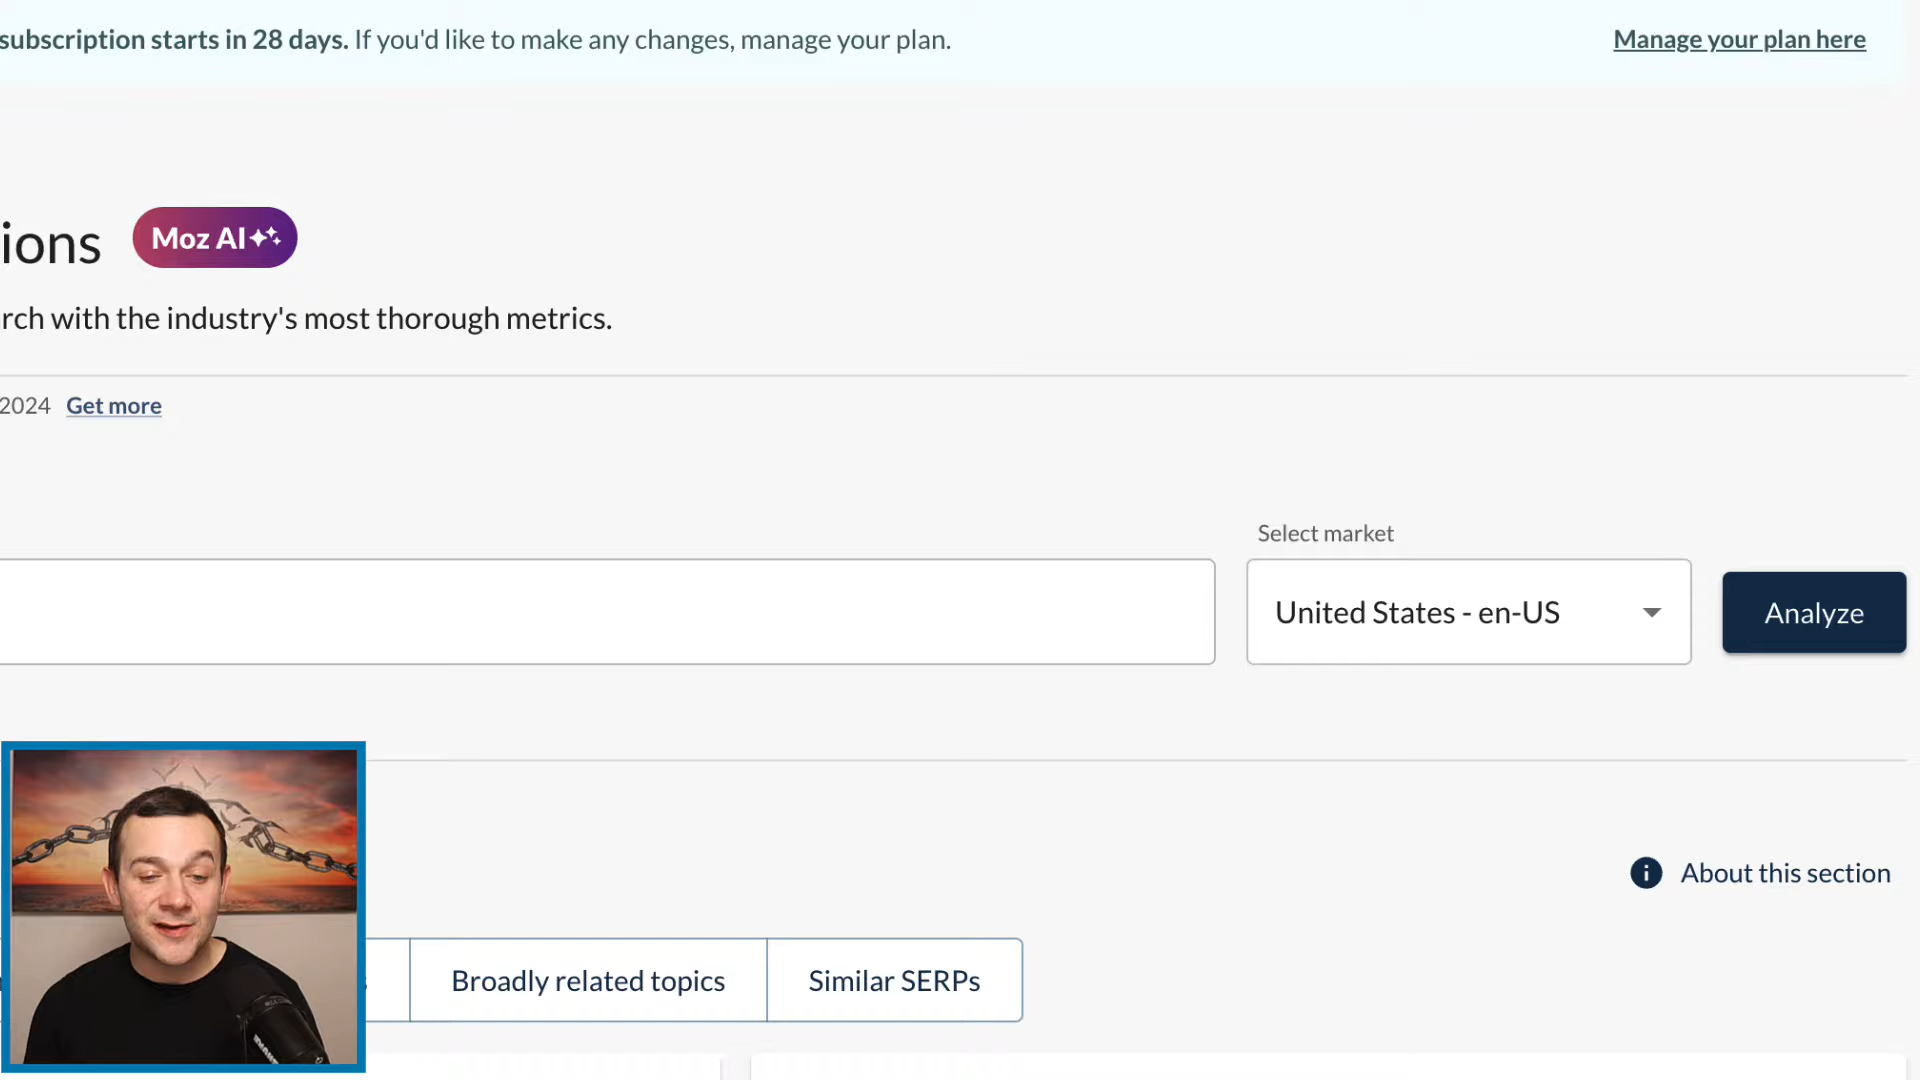 subscription starts in 28 days. If you'd like to make any changes, manage your plan. Manage your plan here
ions Moz AI
rch with the industry's most thorough metrics.
2024 Get more
Select market
United States - en-US
Analyze
About this section
Broadly related topics
Similar SERPs